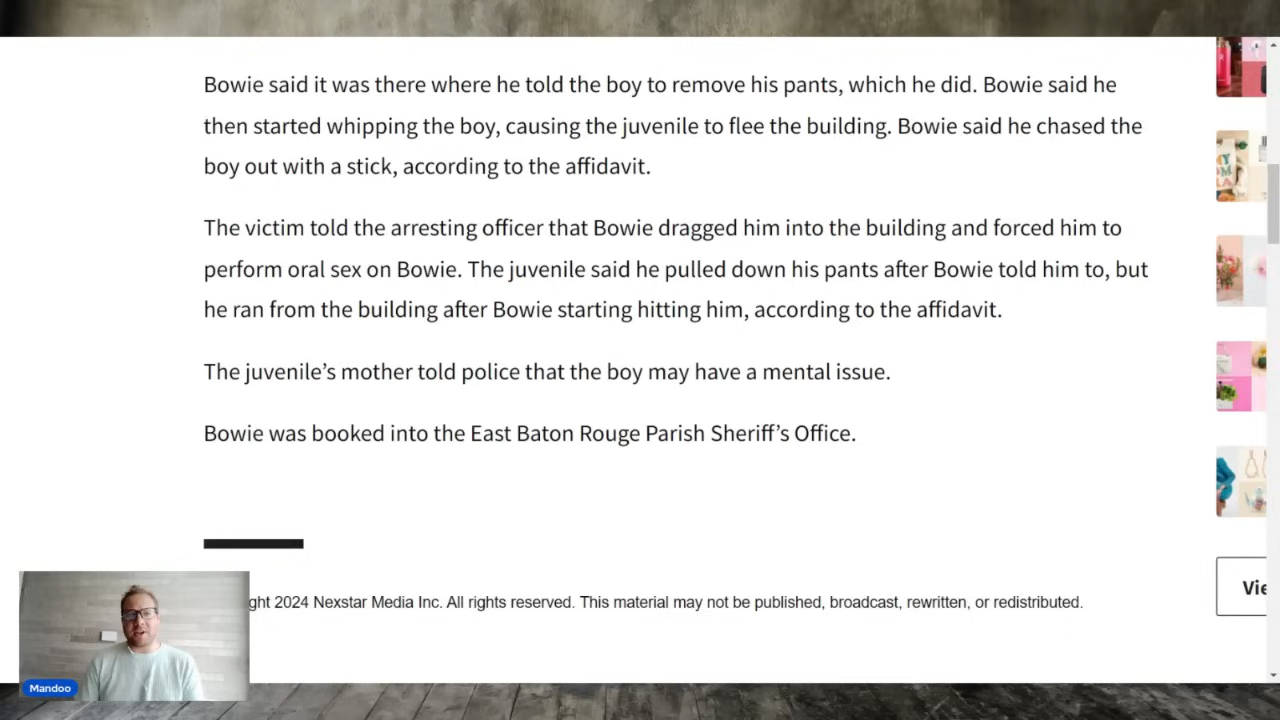 Bowie said it was there where he told the boy to remove his pants, which he did. Bowie said he
then started whipping the boy, causing the juvenile to flee the building. Bowie said he chased the
boy out with a stick, according to the affidavit.
The victim told the arresting officer that Bowie dragged him into the building and forced him to
perform oral sex on Bowie. The juvenile said he pulled down his pants after Bowie told him to, but
he ran from the building after Bowie starting hitting him, according to the affidavit.
The juvenile’s mother told police that the boy may have a mental issue.
Bowie was booked into the East Baton Rouge Parish Sheriff’s Office.
Vie
ght 2024 Nexstar Media Inc. All rights reserved. This material may not be published, broadcast, rewritten, or redistributed.
Mandoo